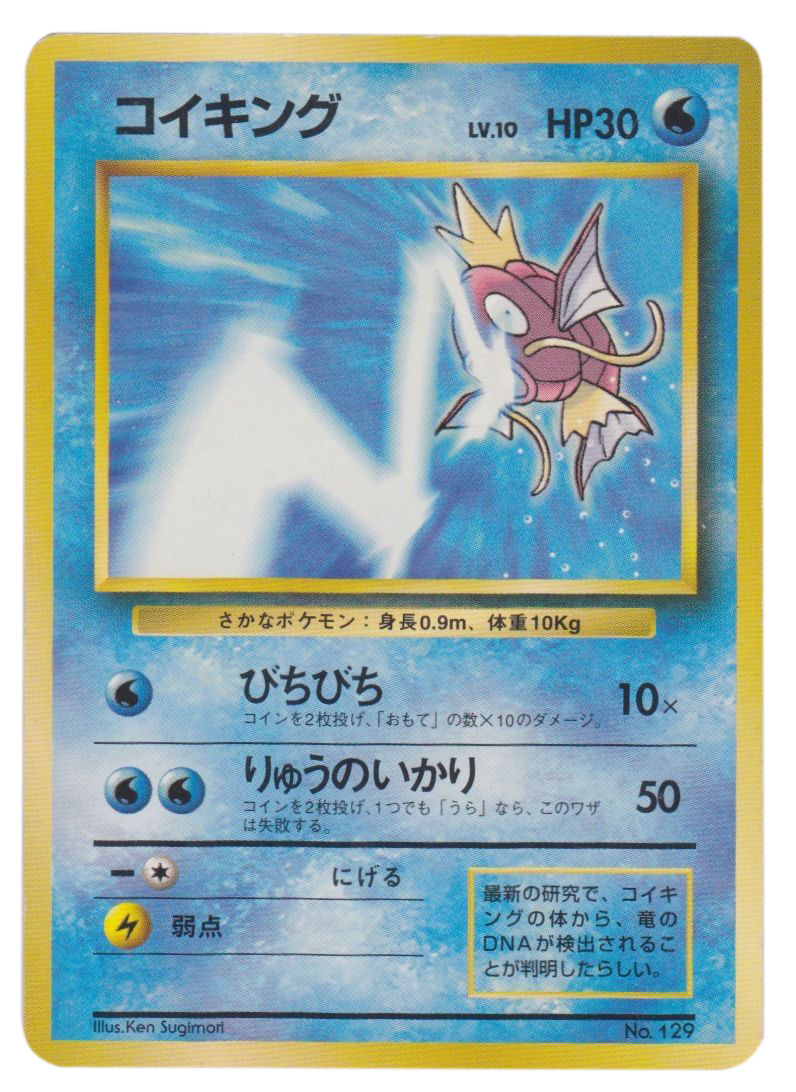 コイキング LV.10 HP30
さかなポケモン：身長0.9m、体重10Kg
びちびち 10×
コインを2枚投げ、「おもて」の数×10のダメージ。
りゅうのいかり 50
コインを2枚投げ、1つでも「うら」なら、このワザ
は失敗する。
にげる
弱点
最新の研究で、コイキ
ングの体から、竜の
DNAが検出されるこ
とが判明したらしい。
Illus.Ken Sugimori No. 129